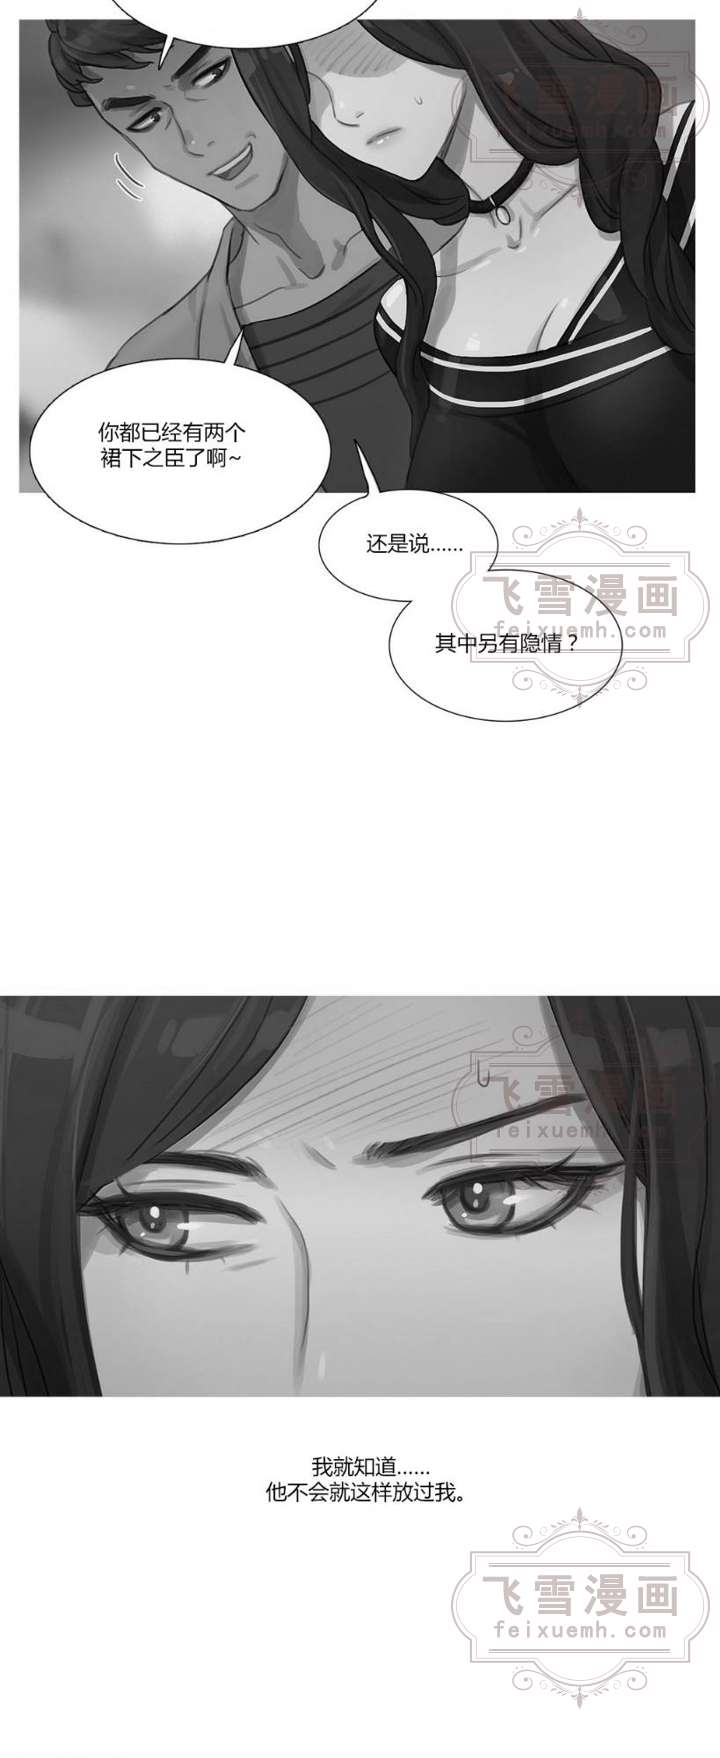 飞雪漫画
feixuemh.com
你都已经有两个
裙下之臣了啊~
还是说……
飞雪漫画
feixuemh.com
其中另有隐情？
飞雪漫画
feixuemh.com
我就知道……
他不会就这样放过我。
飞雪漫画
feixuemh.com